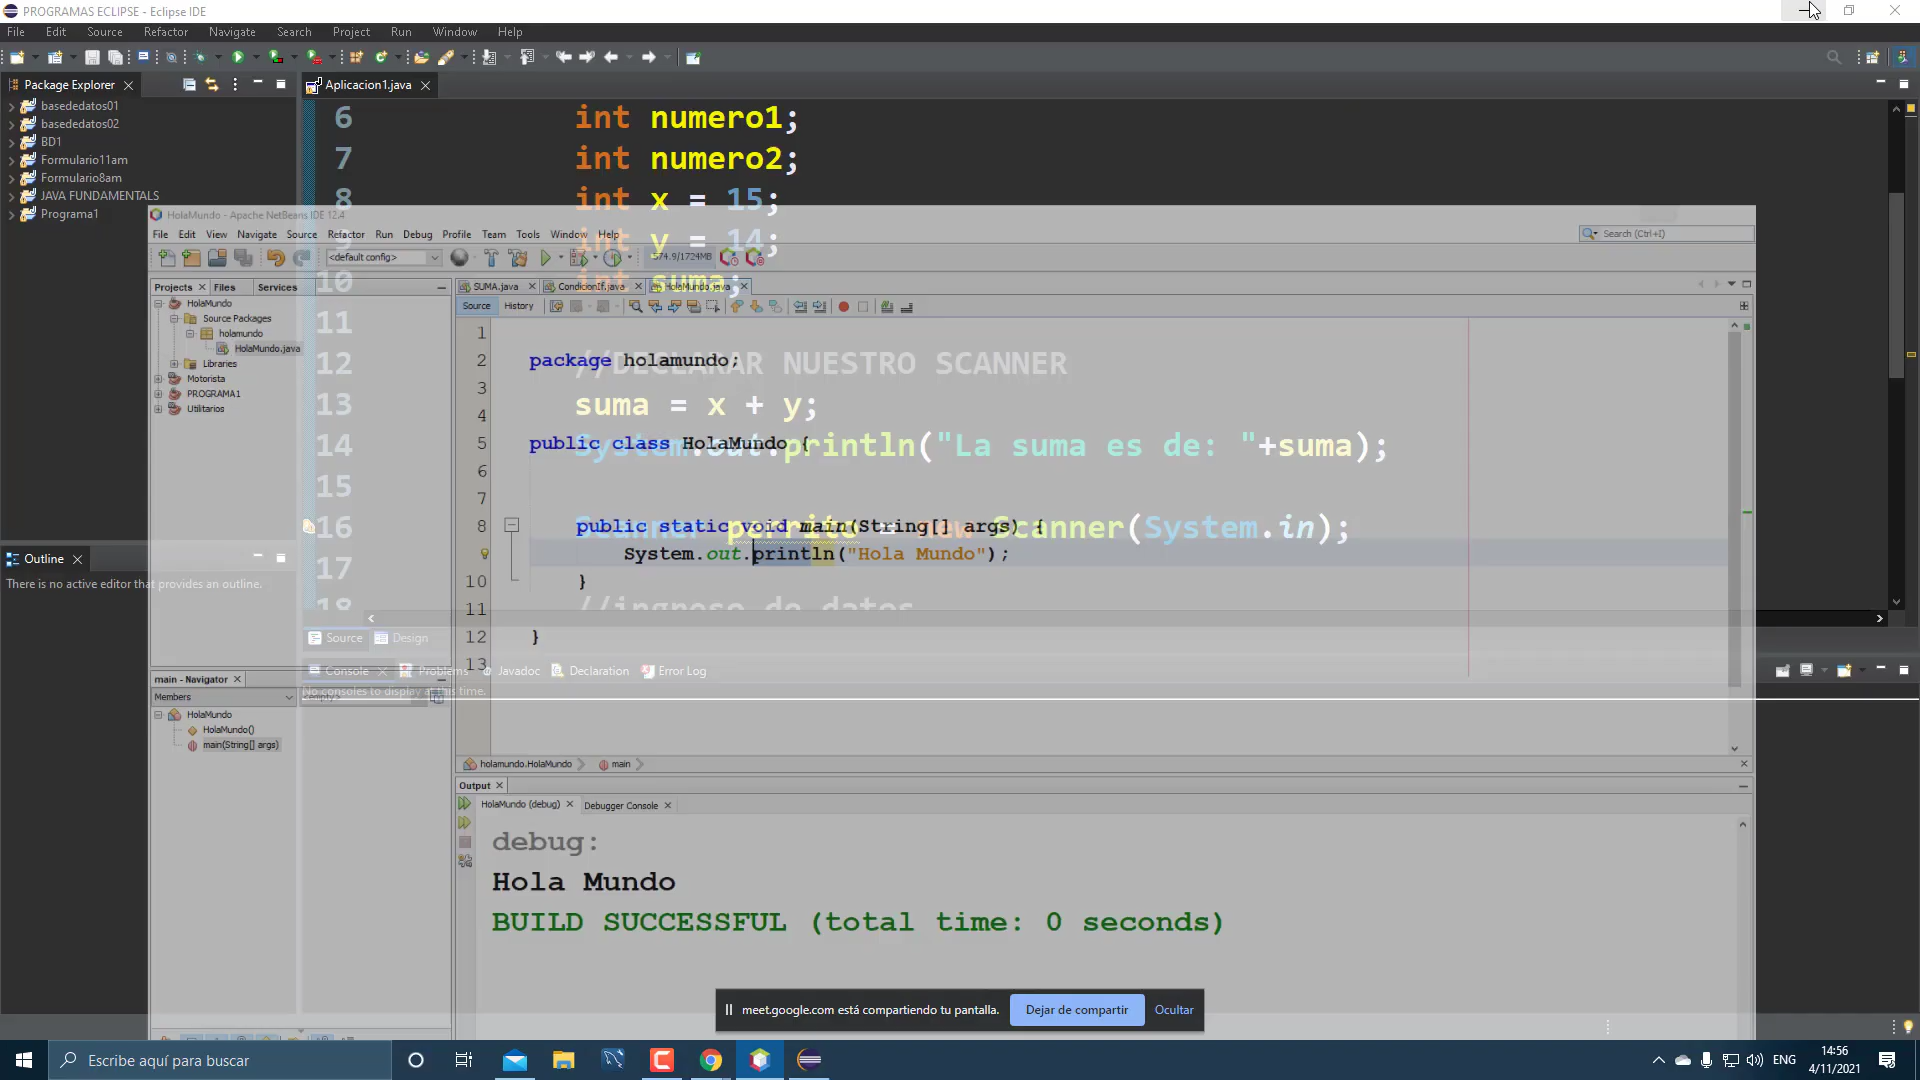 PROGRAMAS ECLIPSE - Eclipse IDE
File Edit Source Refactor Navigate Search Project Run Window Help
Package Explorer
Aplicacion1.java
basededatos01
basededatos02
BD1
Formulario11am
Formulario8am
JAVA FUNDAMENTALS
Programa1
6 int numero1;
7 int numero2;
8 int x = 15;
9 int y = 14;
10 int suma;
11
12 //DECLARAR NUESTRO SCANNER
13 suma = x + y;
14 System.out.println("La suma es de: "+suma);
15
16 Scanner perrito = new Scanner(System.in);
17
18 //ingreso de datos
Outline
There is no active editor that provides an outline.
Source Design
Console Problems Javadoc Declaration Error Log
No consoles to display at this time.
HolaMundo - Apache NetBeans IDE 12.4
File Edit View Navigate Source Refactor Run Debug Profile Team Tools Window Help
Search (Ctrl+I)
<default config>
574.9/1724MB
Projects Files Services
HolaMundo
Source Packages
holamundo
HolaMundo.java
Libraries
Motorista
PROGRAMA1
Utilitarios
SUMA.java CondicionIf.java HolaMundo.java
Source History
1
2 package holamundo;
3
4
5 public class HolaMundo {
6
7
8 public static void main(String[] args) {
System.out.println("Hola Mundo");
10 }
11
12 }
13
main - Navigator
Members <empty>
HolaMundo
HolaMundo()
main(String[] args)
holamundo.HolaMundo main
Output
HolaMundo (debug) Debugger Console
debug:
Hola Mundo
BUILD SUCCESSFUL (total time: 0 seconds)
meet.google.com está compartiendo tu pantalla.
Dejar de compartir
Ocultar
Escribe aquí para buscar
ENG
14:56
4/11/2021